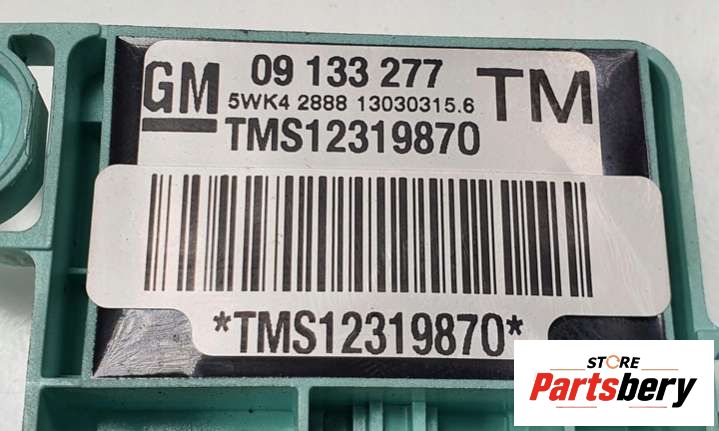 GM 09 133 277 TM
5WK4 2888 13030315.6
TMS12319870
*TMS12319870*
STORE
Partsbery